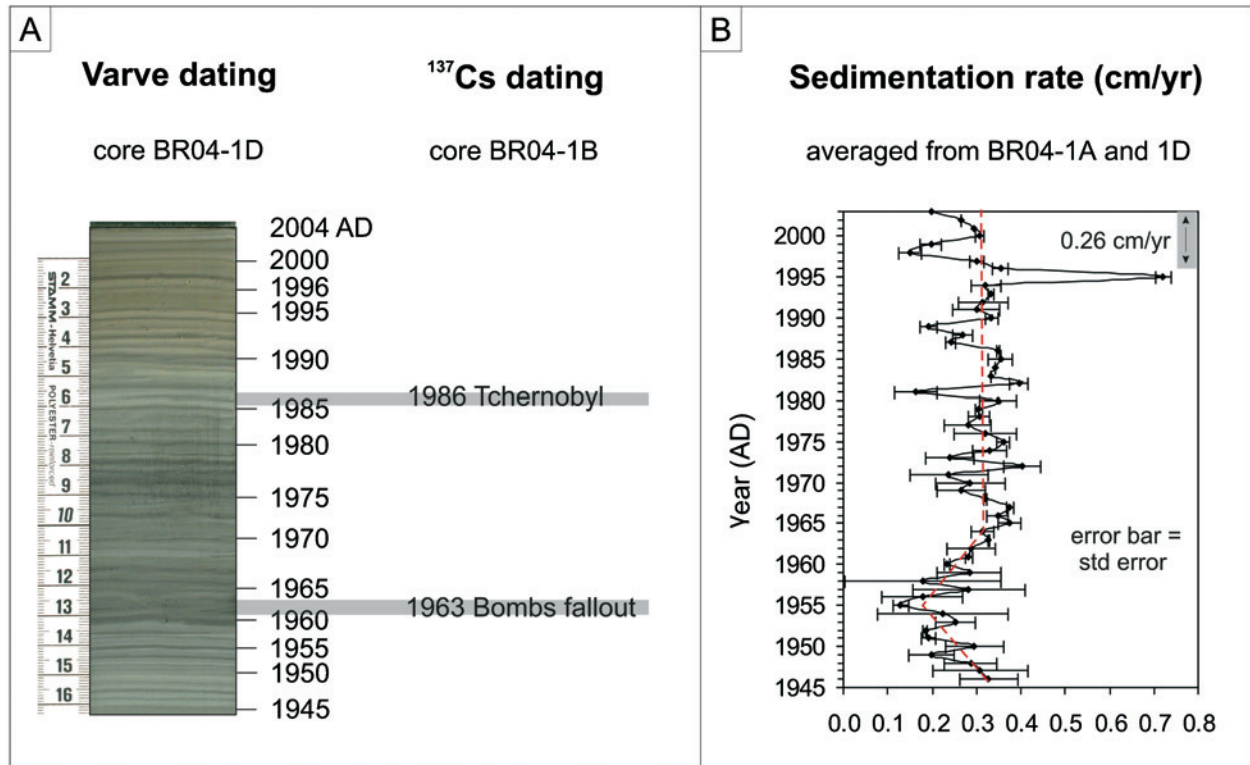 A
Varve dating
137Cs dating
core BR04-1D
core BR04-1B
2004 AD
2000
1996
1995
1990
1986 Tchernobyl
1985
1980
1975
1970
1965
1963 Bombs fallout
1960
1955
1950
1945
STAMM-Helvetia
POLYESTER-reinforced
2
3
4
5
6
7
8
9
10
11
12
13
14
15
16
B
Sedimentation rate (cm/yr)
averaged from BR04-1A and 1D
0.26 cm/yr
error bar =
std error
Year (AD)
2000
1995
1990
1985
1980
1975
1970
1965
1960
1955
1950
1945
0.0 0.1 0.2 0.3 0.4 0.5 0.6 0.7 0.8